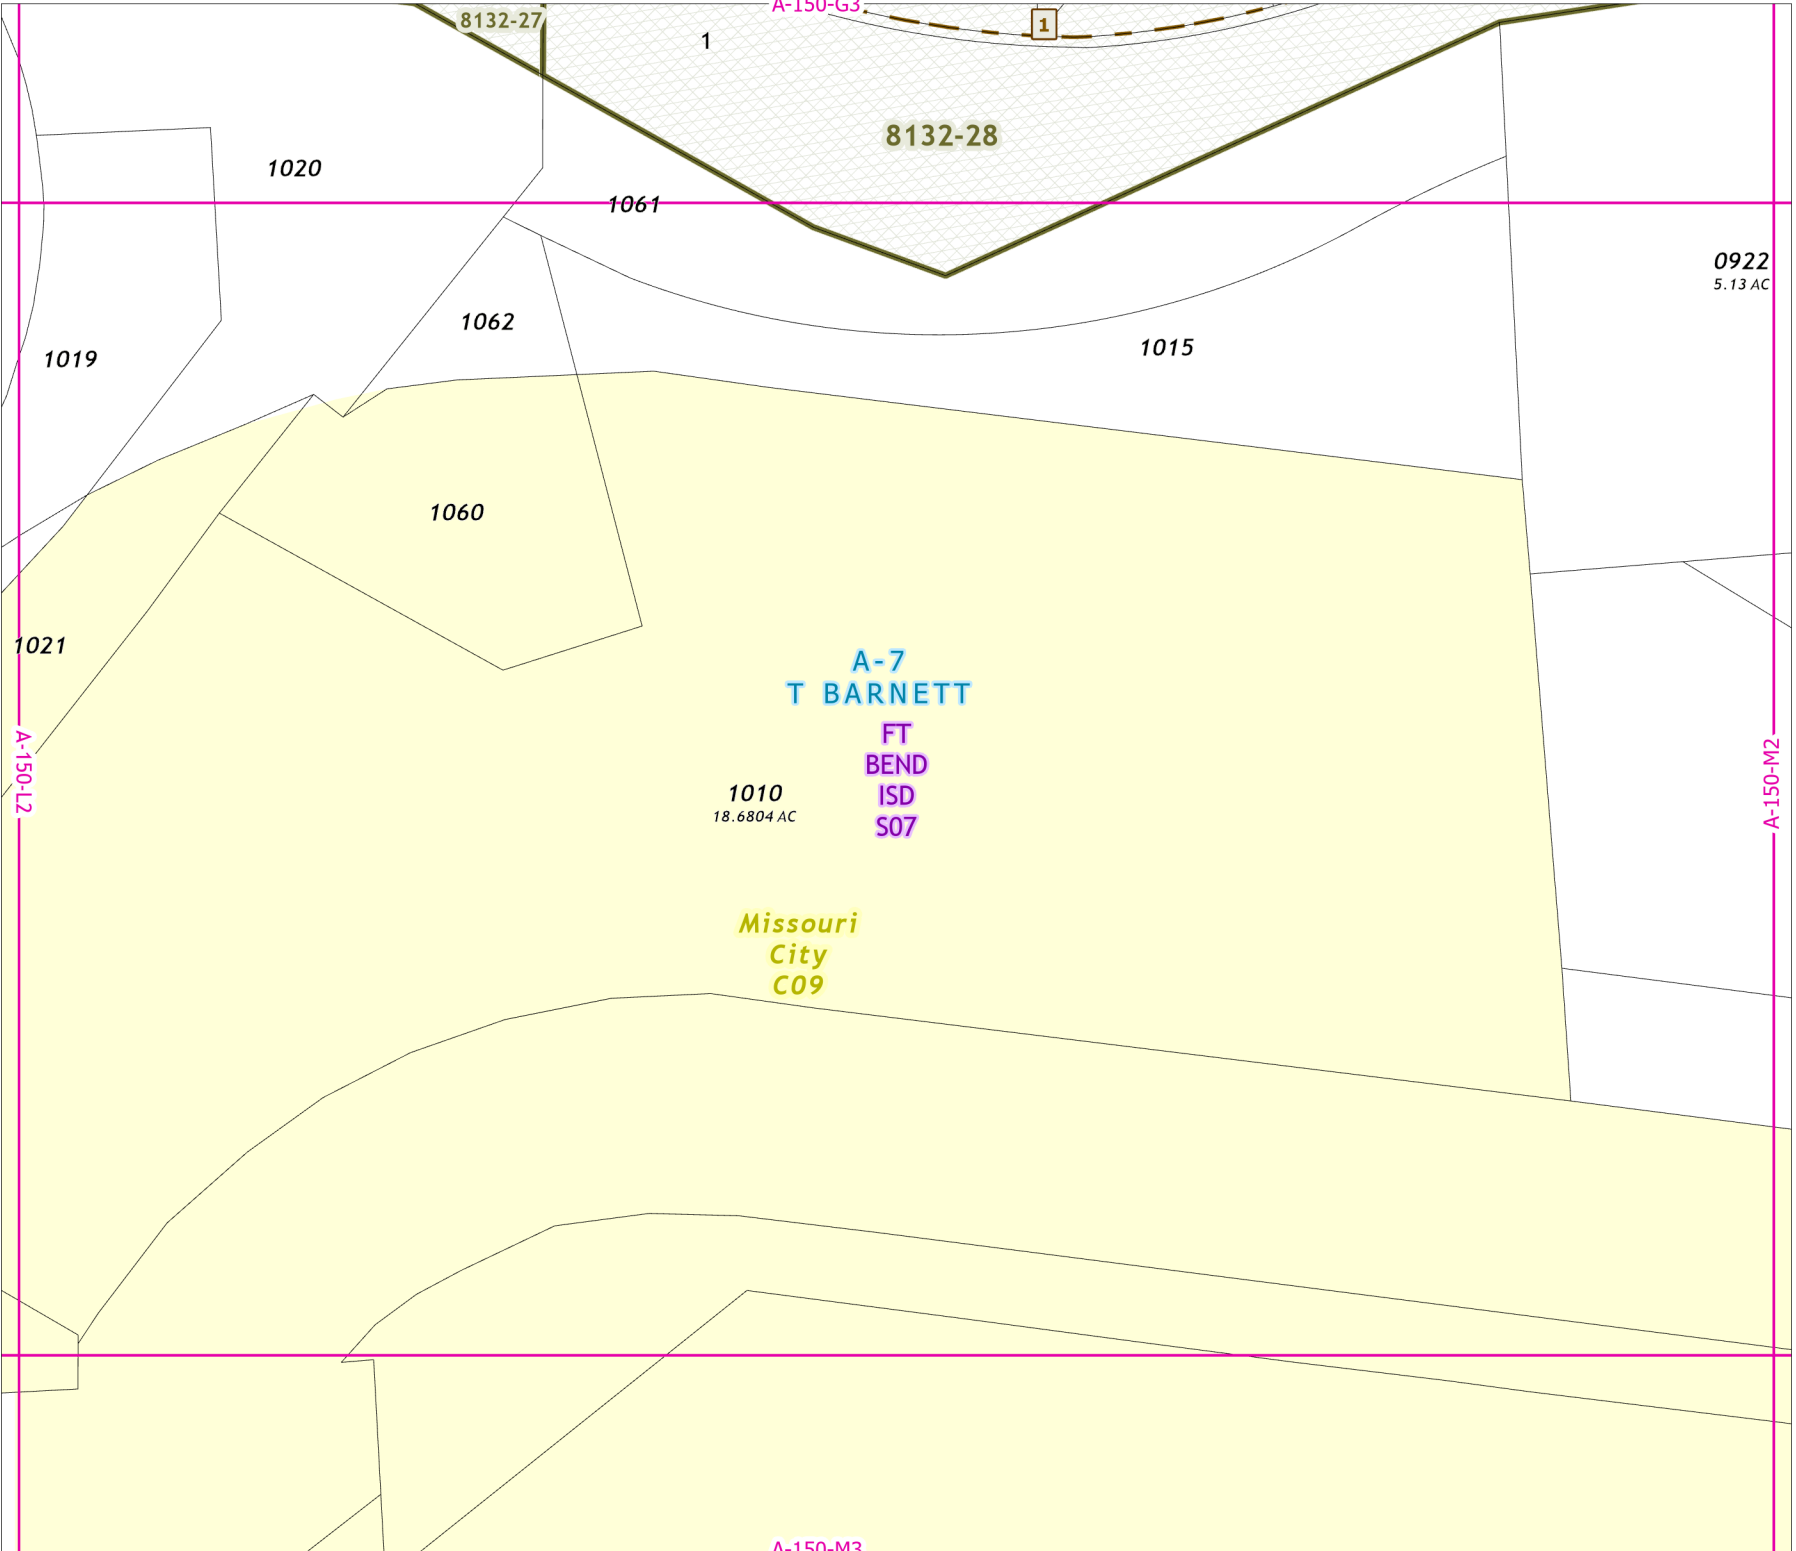 A-150-G3
8132-27
1
1
8132-28
1020
1061
0922
5.13 AC
1062
1015
1019
1060
1021
A-7
T BARNETT
FT
BEND
ISD
S07
A-150-L2
A-150-M2
1010
18.6804 AC
Missouri
City
C09
A-150-M3